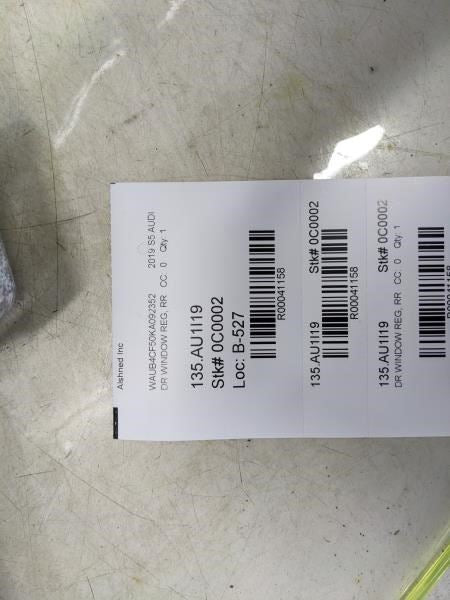 Alshned Inc
WAUB4CF50KA092352 2019 S5 AUDI
DR WINDOW REG, RR CC: 0 Qty: 1
135.AU1I19
Stk# 0C0002
Loc: B-527
R00041158
135.AU1I19 Stk# 0C0002
R00041158
135.AU1I19 Stk# 0C0002
DR WINDOW REG, RR CC: 0 Qty: 1